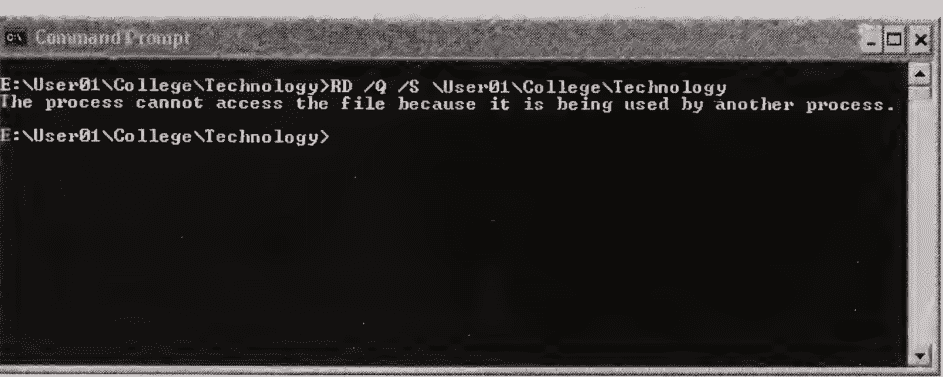 Command Prompt
E:\User01\College\Technology>RD /Q /S \User01\College\Technology
The process cannot access the file because it is being used by another process.
E:\User01\College\Technology>